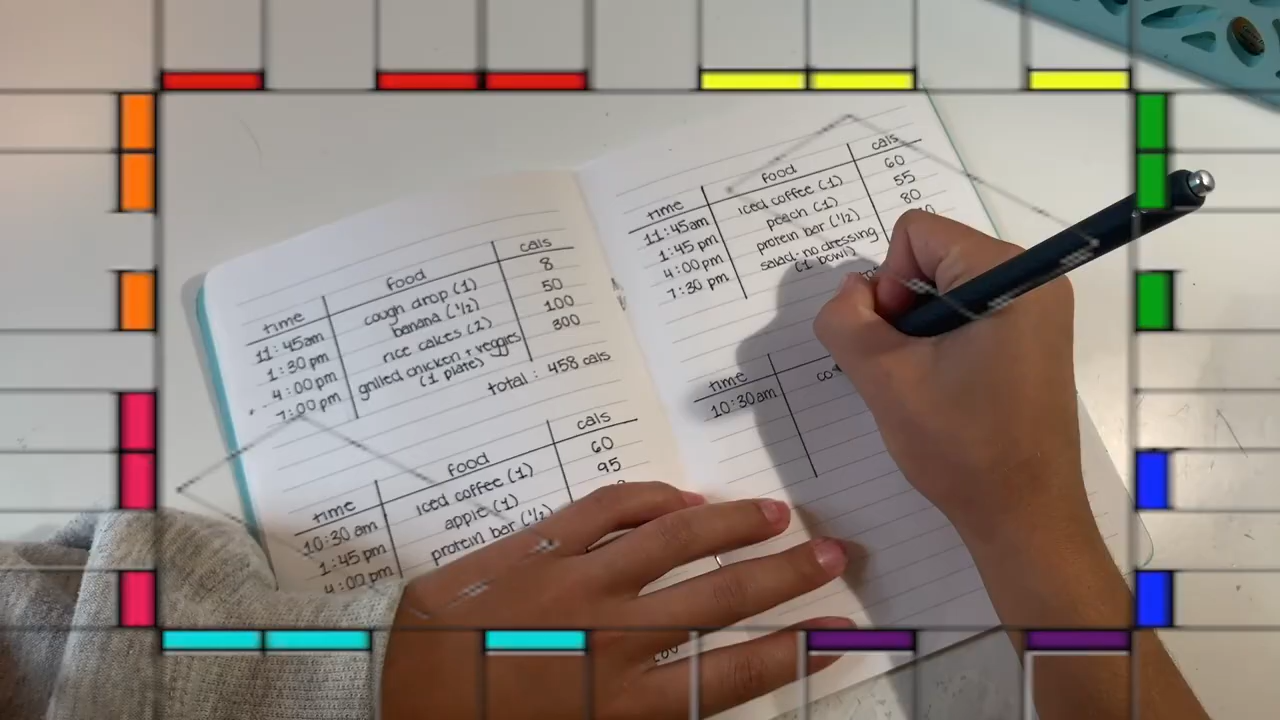 time food cals
11:45am cough drop (1) 8
1:30 pm banana (1/2) 50
4:00 pm rice cakes (2) 100
7:00 pm grilled chicken + veggies 300
(1 plate)
total : 458 cals
time food cals
10:30 am iced coffee (1) 60
1:45 pm apple (1) 95
4:00 pm protein bar (1/2)
time food cals
11:45am iced coffee (1) 60
1:45 pm peach (1) 55
4:00 pm protein bar (1/2) 80
7:30 pm salad-no dressing
(1 bowl)
time
10:30am